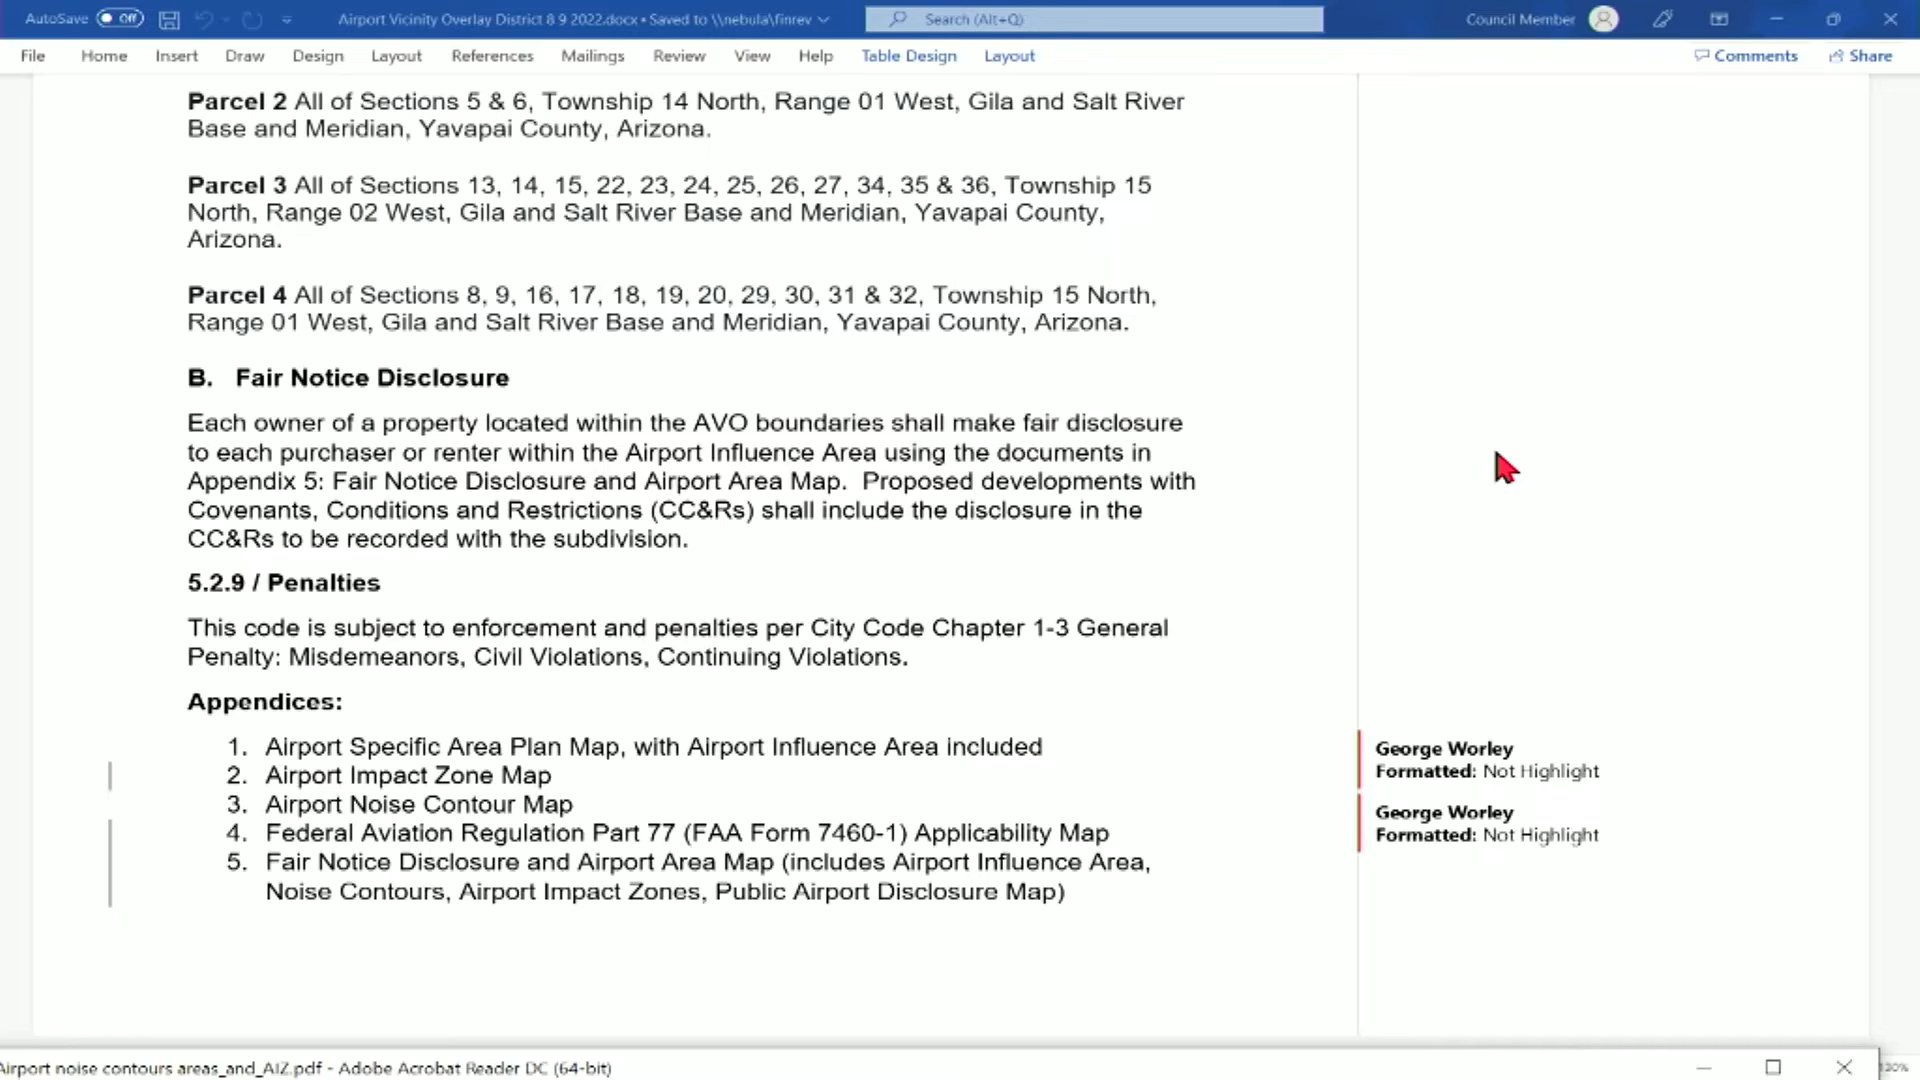 AutoSave Off Airport Vicinity Overlay District 8 9 2022.docx • Saved to \\nebula\finrev Search (Alt+Q) Council Member
File Home Insert Draw Design Layout References Mailings Review View Help Table Design Layout Comments Share
Parcel 2 All of Sections 5 & 6, Township 14 North, Range 01 West, Gila and Salt River
Base and Meridian, Yavapai County, Arizona.
Parcel 3 All of Sections 13, 14, 15, 22, 23, 24, 25, 26, 27, 34, 35 & 36, Township 15
North, Range 02 West, Gila and Salt River Base and Meridian, Yavapai County,
Arizona.
Parcel 4 All of Sections 8, 9, 16, 17, 18, 19, 20, 29, 30, 31 & 32, Township 15 North,
Range 01 West, Gila and Salt River Base and Meridian, Yavapai County, Arizona.
B. Fair Notice Disclosure
Each owner of a property located within the AVO boundaries shall make fair disclosure
to each purchaser or renter within the Airport Influence Area using the documents in
Appendix 5: Fair Notice Disclosure and Airport Area Map. Proposed developments with
Covenants, Conditions and Restrictions (CC&Rs) shall include the disclosure in the
CC&Rs to be recorded with the subdivision.
5.2.9 / Penalties
This code is subject to enforcement and penalties per City Code Chapter 1-3 General
Penalty: Misdemeanors, Civil Violations, Continuing Violations.
Appendices:
1. Airport Specific Area Plan Map, with Airport Influence Area included
2. Airport Impact Zone Map
3. Airport Noise Contour Map
4. Federal Aviation Regulation Part 77 (FAA Form 7460-1) Applicability Map
5. Fair Notice Disclosure and Airport Area Map (includes Airport Influence Area,
Noise Contours, Airport Impact Zones, Public Airport Disclosure Map)
George Worley
Formatted: Not Highlight
George Worley
Formatted: Not Highlight
Airport noise contours areas_and_AIZ.pdf - Adobe Acrobat Reader DC (64-bit)